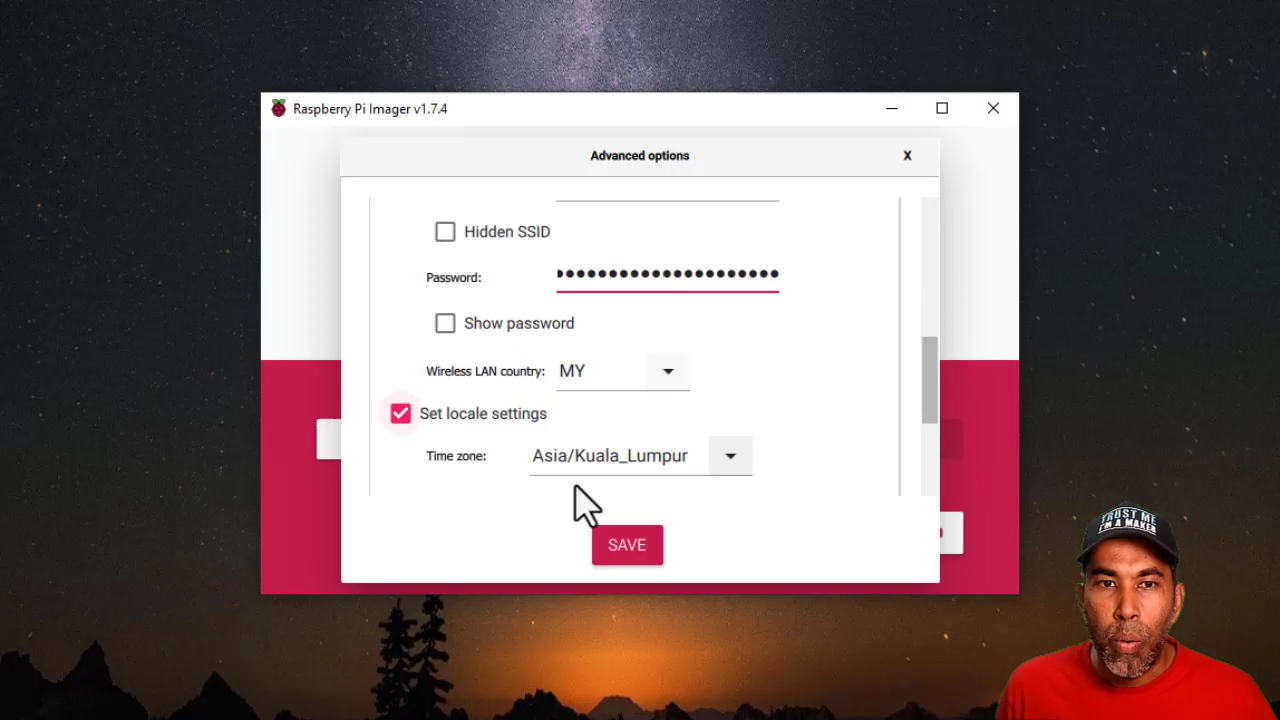 Raspberry Pi Imager v1.7.4
Advanced options
X
Hidden SSID
Password: ●●●●●●●●●●●●●●●●●●●●●
Show password
Wireless LAN country: MY
Set locale settings
Time zone: Asia/Kuala_Lumpur
SAVE
TRUST ME
I'M A MAKER